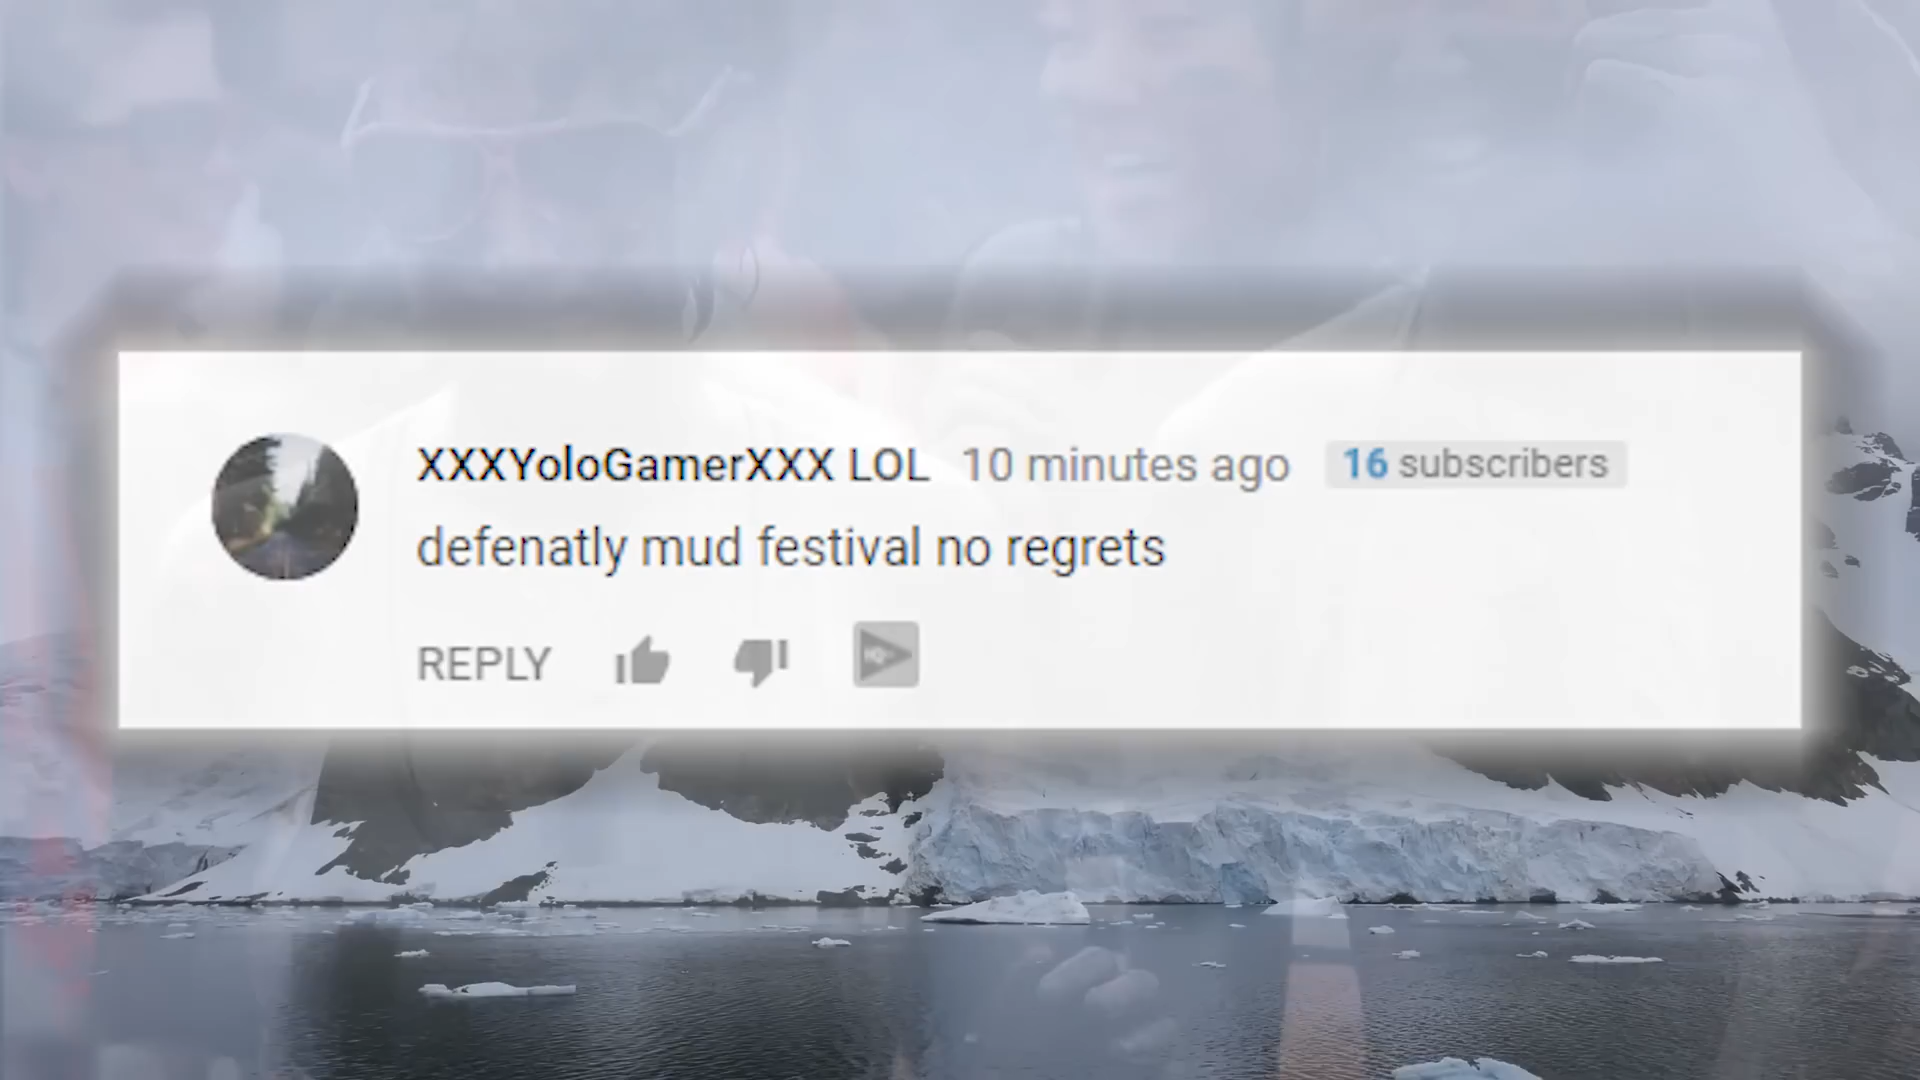 XXXYoloGamerXXX LOL 10 minutes ago 16 subscribers
defenatly mud festival no regrets
REPLY